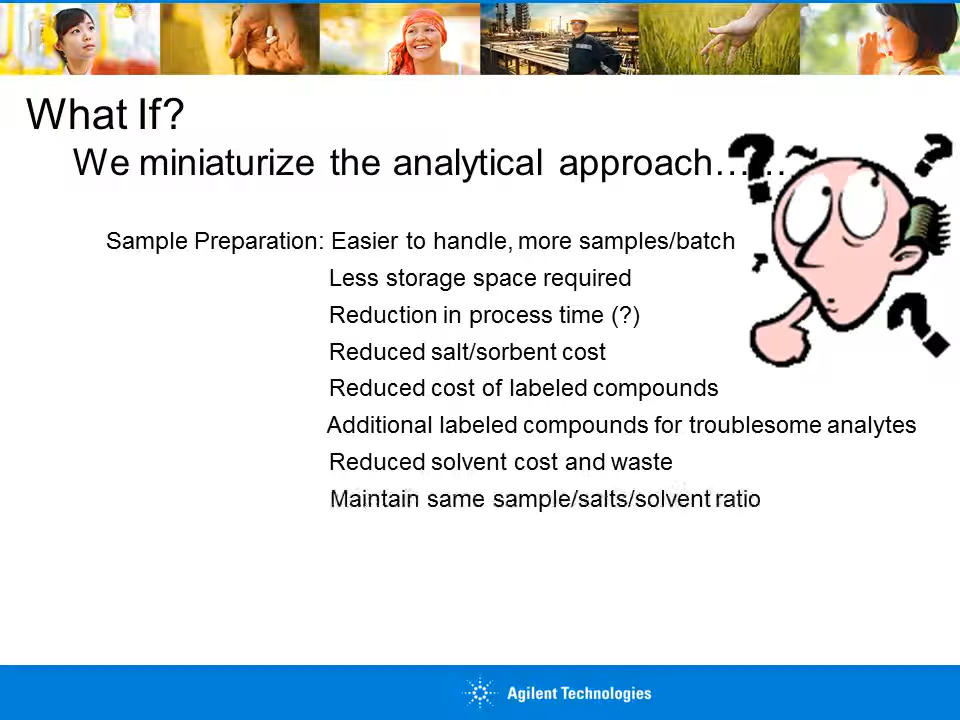 What If?
We miniaturize the analytical approach……
Sample Preparation: Easier to handle, more samples/batch
Less storage space required
Reduction in process time (?)
Reduced salt/sorbent cost
Reduced cost of labeled compounds
Additional labeled compounds for troublesome analytes
Reduced solvent cost and waste
Maintain same sample/salts/solvent ratio
Agilent Technologies